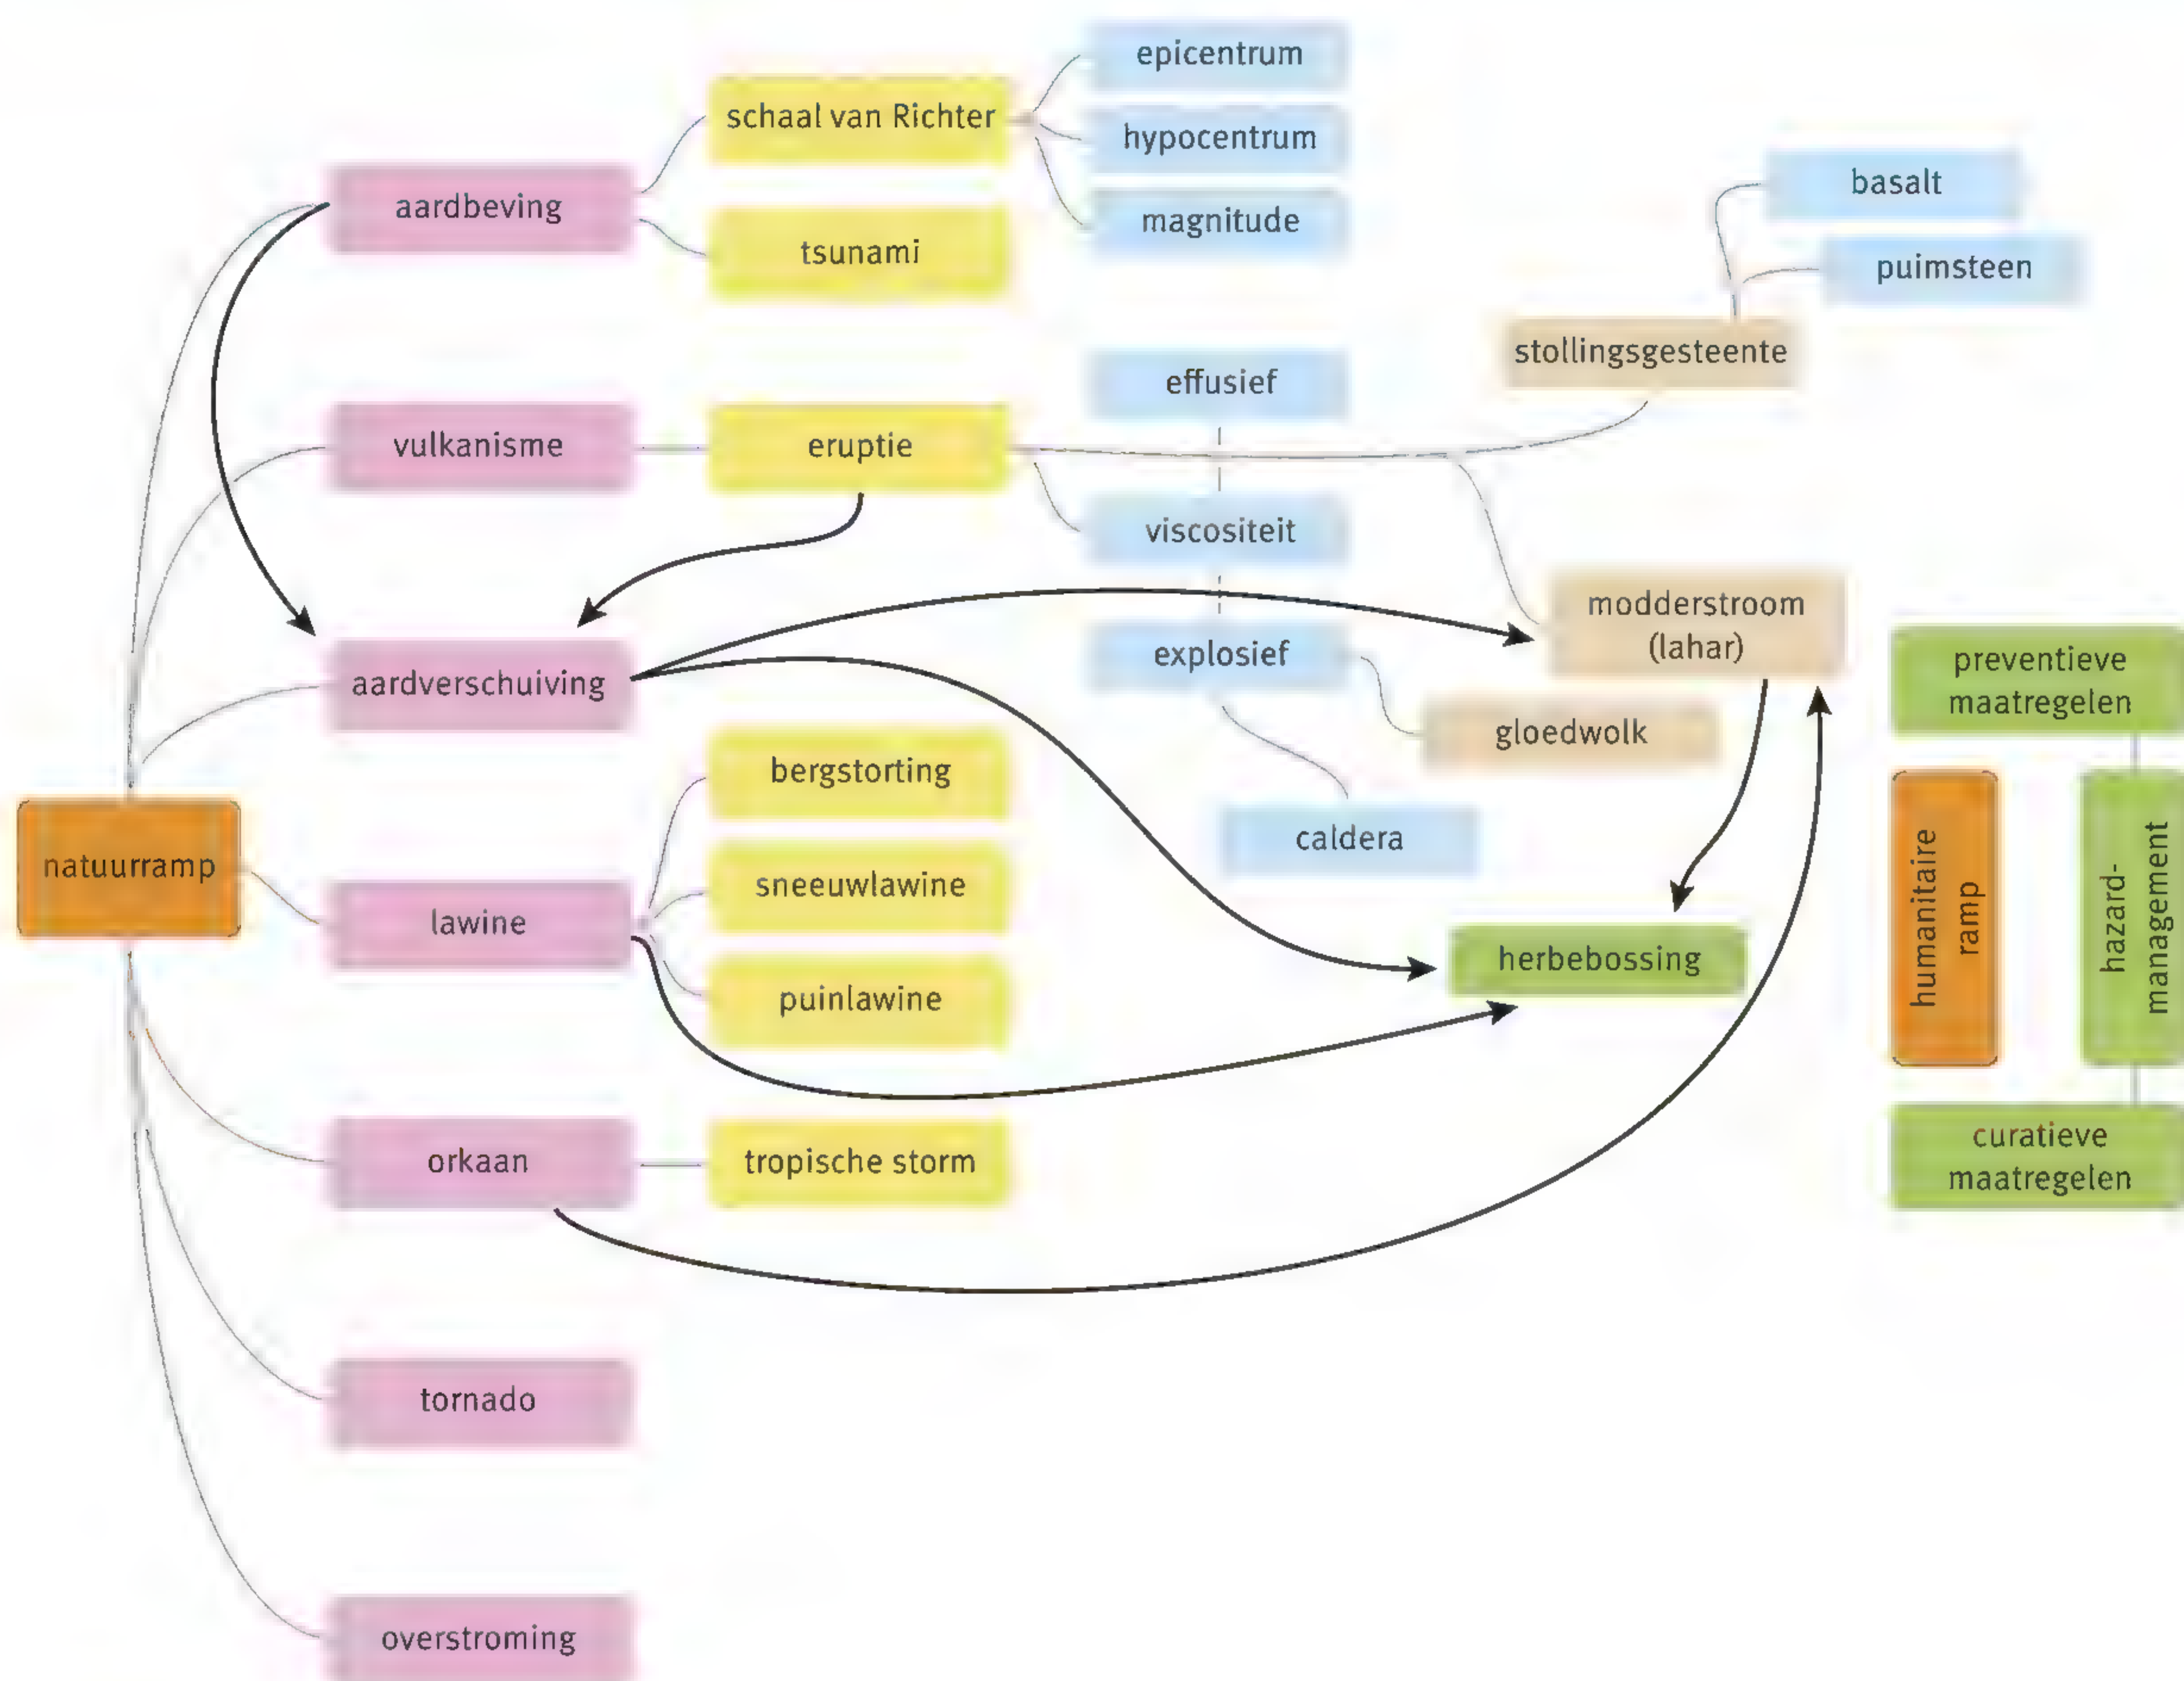 epicentrum
schaal van Richter
hypocentrum
basalt
aardbeving
magnitude
tsunami
puimsteen
stollingsgesteente
effusief
vulkanisme
eruptie
viscositeit
modderstroom
(lahar)
explosief
preventieve
maatregelen
aardverschuiving
gloedwolk
bergstorting
caldera
natuurramp
sneeuwlawine
humanitaire
ramp
hazard-
management
lawine
herbebossing
puinlawine
curatieve
maatregelen
orkaan
tropische storm
tornado
overstroming